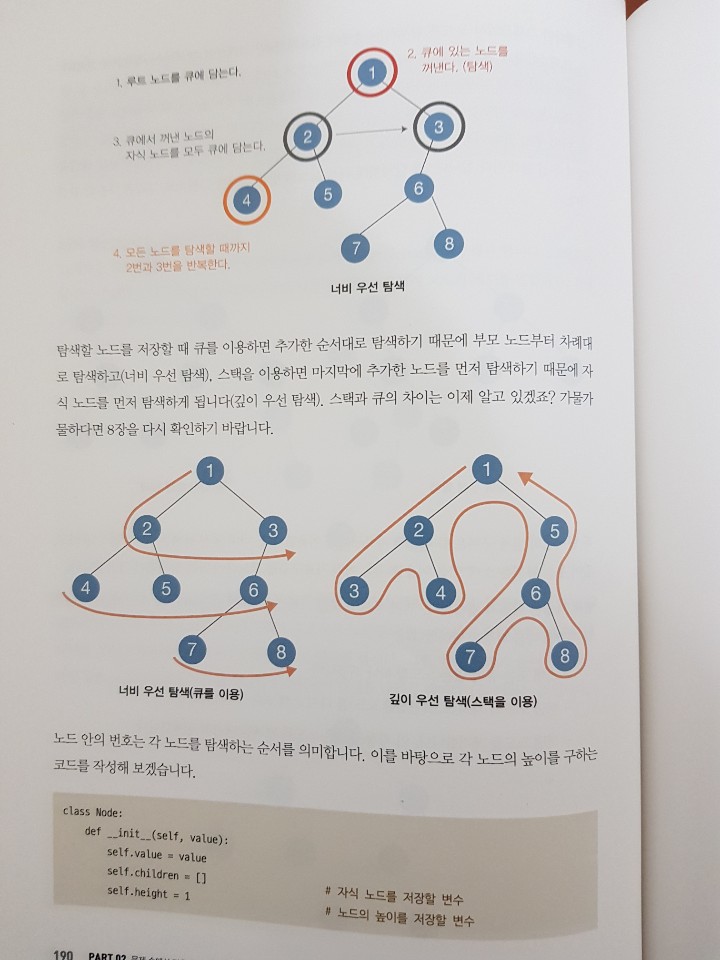 1. 루트 노드를 큐에 담는다.
2. 큐에 있는 노드를
꺼낸다. (탐색)
1
3. 큐에서 꺼낸 노드의
자식 노드를 모두 큐에 담는다.
2
3
4
5
6
7
8
4. 모든 노드를 탐색할 때까지
2번과 3번을 반복한다.
너비 우선 탐색
탐색할 노드를 저장할 때 큐를 이용하면 추가한 순서대로 탐색하기 때문에 부모 노드부터 차례대
로 탐색하고(너비 우선 탐색), 스택을 이용하면 마지막에 추가한 노드를 먼저 탐색하기 때문에 자
식 노드를 먼저 탐색하게 됩니다(깊이 우선 탐색). 스택과 큐의 차이는 이제 알고 있겠죠? 가물가
물하다면 8장을 다시 확인하기 바랍니다.
1
2
3
4
5
6
7
8
너비 우선 탐색(큐를 이용)
1
2
5
3
4
6
7
8
깊이 우선 탐색(스택을 이용)
노드 안의 번호는 각 노드를 탐색하는 순서를 의미합니다. 이를 바탕으로 각 노드의 높이를 구하는
코드를 작성해 보겠습니다.
class Node:
def __init__(self, value):
self.value = value
self.children = [] # 자식 노드를 저장할 변수
self.height = 1 # 노드의 높이를 저장할 변수
190 PART 02